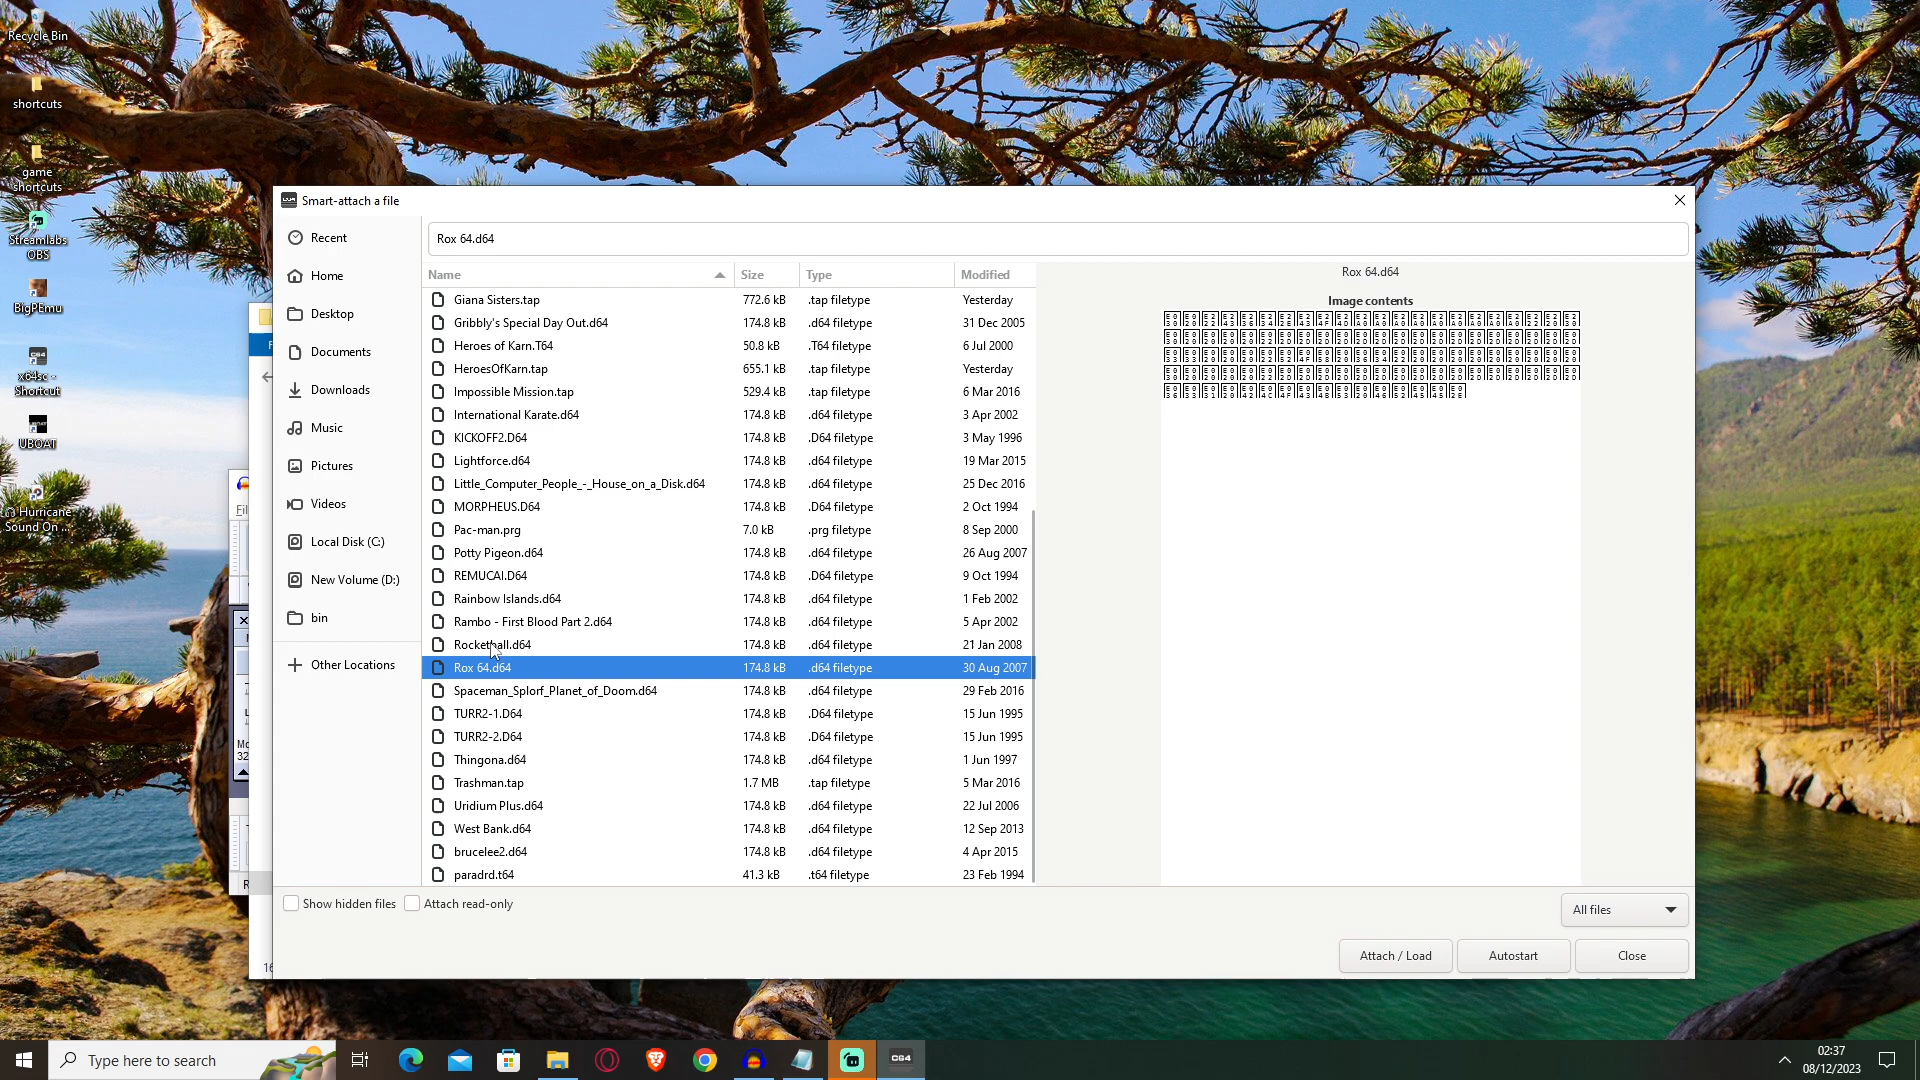 Recycle Bin
shortcuts
game
shortcuts
Streamlabs
OBS
BigPEmu
x64sc -
Shortcut
UBOAT
Hurricane
Sound On ...
Smart-attach a file
Recent
Home
Desktop
Documents
Downloads
Music
Pictures
Videos
Local Disk (C:)
New Volume (D:)
bin
Other Locations
Rox 64.d64
Name Size Type Modified
Giana Sisters.tap 772.6 kB .tap filetype Yesterday
Gribbly's Special Day Out.d64 174.8 kB .d64 filetype 31 Dec 2005
Heroes of Karn.T64 50.8 kB .T64 filetype 6 Jul 2000
HeroesOfKarn.tap 655.1 kB .tap filetype Yesterday
Impossible Mission.tap 529.4 kB .tap filetype 6 Mar 2016
International Karate.d64 174.8 kB .d64 filetype 3 Apr 2002
KICKOFF2.D64 174.8 kB .D64 filetype 3 May 1996
Lightforce.d64 174.8 kB .d64 filetype 19 Mar 2015
Little_Computer_People_-_House_on_a_Disk.d64 174.8 kB .d64 filetype 25 Dec 2016
MORPHEUS.D64 174.8 kB .D64 filetype 2 Oct 1994
Pac-man.prg 7.0 kB .prg filetype 8 Sep 2000
Potty Pigeon.d64 174.8 kB .d64 filetype 26 Aug 2007
REMUCAI.D64 174.8 kB .D64 filetype 9 Oct 1994
Rainbow Islands.d64 174.8 kB .d64 filetype 1 Feb 2002
Rambo - First Blood Part 2.d64 174.8 kB .d64 filetype 5 Apr 2002
Rocketball.d64 174.8 kB .d64 filetype 21 Jan 2008
Rox 64.d64 174.8 kB .d64 filetype 30 Aug 2007
Spaceman_Splorf_Planet_of_Doom.d64 174.8 kB .d64 filetype 29 Feb 2016
TURR2-1.D64 174.8 kB .D64 filetype 15 Jun 1995
TURR2-2.D64 174.8 kB .D64 filetype 15 Jun 1995
Thingona.d64 174.8 kB .d64 filetype 1 Jun 1997
Trashman.tap 1.7 MB .tap filetype 5 Mar 2016
Uridium Plus.d64 174.8 kB .d64 filetype 22 Jul 2006
West Bank.d64 174.8 kB .d64 filetype 12 Sep 2013
brucelee2.d64 174.8 kB .d64 filetype 4 Apr 2015
paradrd.t64 41.3 kB .t64 filetype 23 Feb 1994
Rox 64.d64
Image contents
Show hidden files Attach read-only
All files
Attach / Load Autostart Close
Type here to search
C64
02:37
08/12/2023